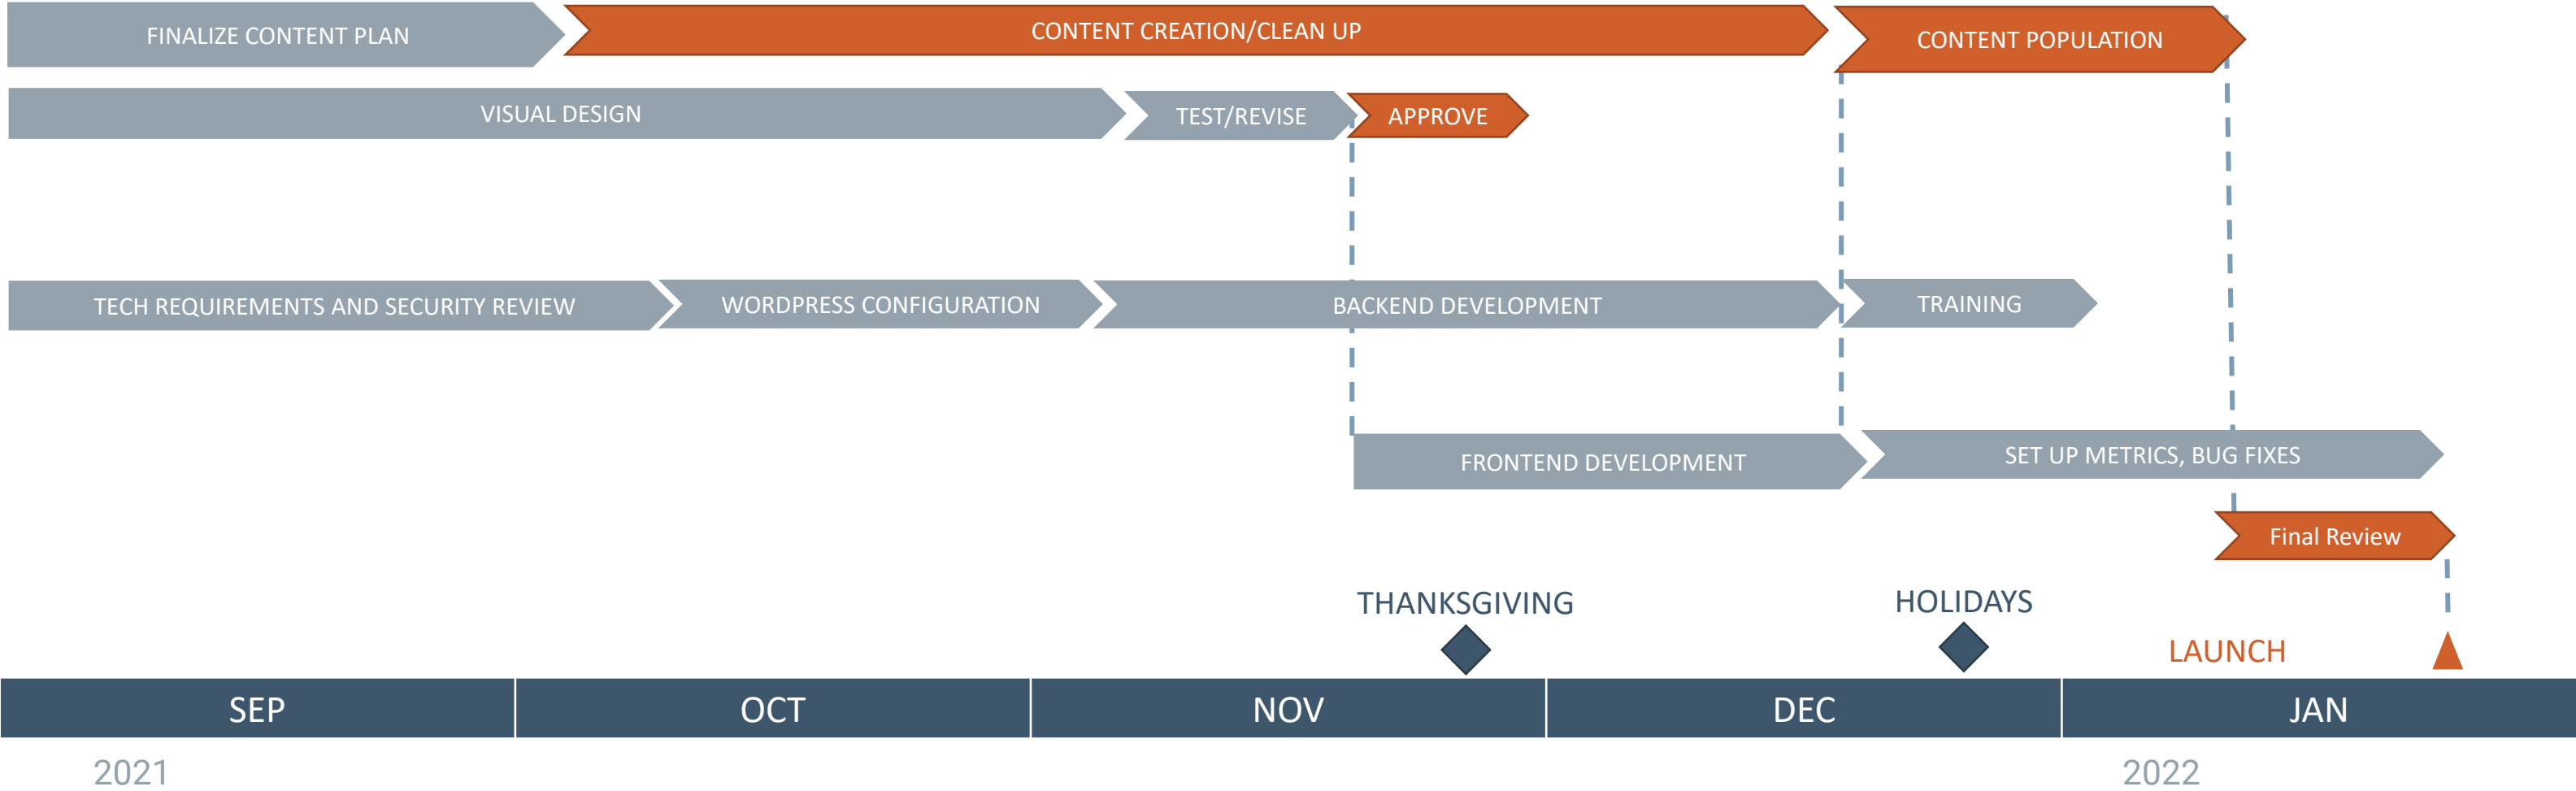 FINALIZE CONTENT PLAN
CONTENT CREATION/CLEAN UP
CONTENT POPULATION
VISUAL DESIGN
TEST/REVISE
APPROVE
TECH REQUIREMENTS AND SECURITY REVIEW
WORDPRESS CONFIGURATION
BACKEND DEVELOPMENT
TRAINING
FRONTEND DEVELOPMENT
SET UP METRICS, BUG FIXES
Final Review
THANKSGIVING
HOLIDAYS
LAUNCH
SEP
OCT
NOV
DEC
JAN
2021
2022